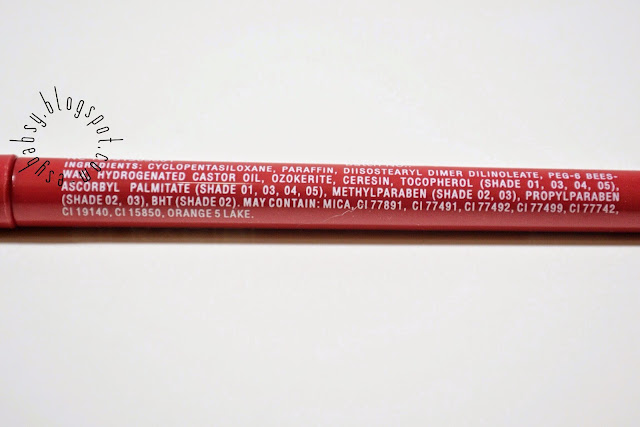 INGREDIENTS: CYCLOPENTASILOXANE, PARAFFIN, DIISOSTEARYL DIMER DILINOLEATE, PEG-6 BEES-
WAX, HYDROGENATED CASTOR OIL, OZOKERITE, CERESIN, TOCOPHEROL (SHADE 01, 03, 04, 05),
ASCORBYL PALMITATE (SHADE 01, 03, 04, 05), METHYLPARABEN (SHADE 02, 03), PROPYLPARABEN
(SHADE 02, 03), BHT (SHADE 02). MAY CONTAIN: MICA, CI 77891, CI 77491, CI 77492, CI 77499, CI 77742,
CI 19140, CI 15850, ORANGE 5 LAKE.